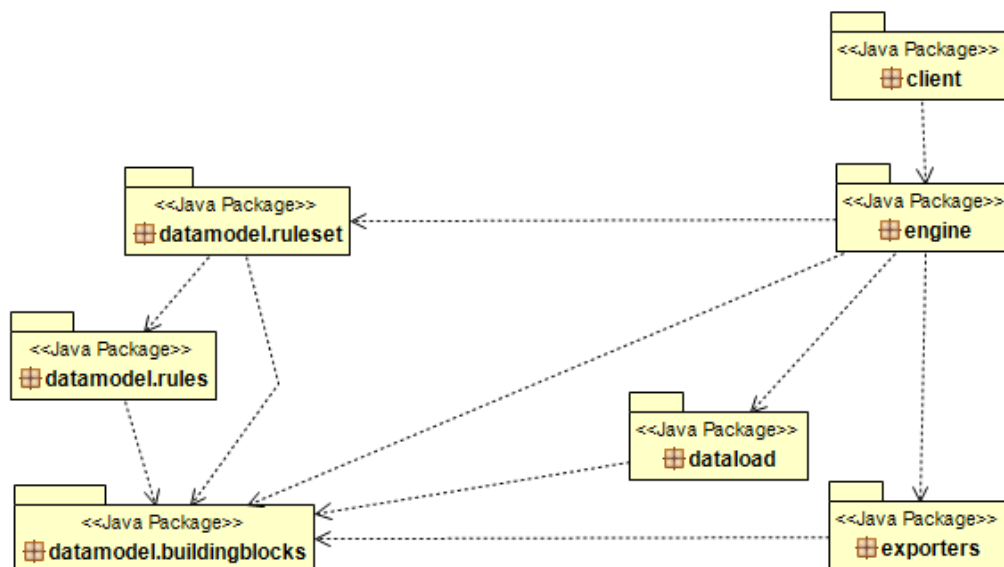 <<Java Package>>
client
<<Java Package>>
datamodel.ruleset
<<Java Package>>
engine
<<Java Package>>
datamodel.rules
<<Java Package>>
dataload
<<Java Package>>
datamodel.buildingblocks
<<Java Package>>
exporters